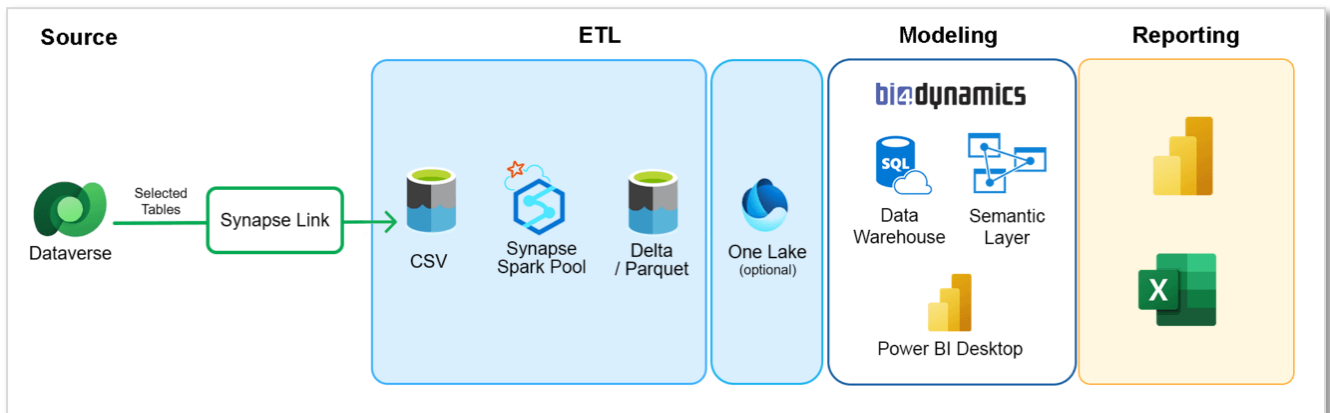 Source
ETL
Modeling
Reporting
Dataverse
Selected
Tables
Synapse Link
CSV
Synapse
Spark Pool
Delta
/ Parquet
One Lake
(optional)
bi4dynamics
SQL
Data
Warehouse
Semantic
Layer
Power BI Desktop
X